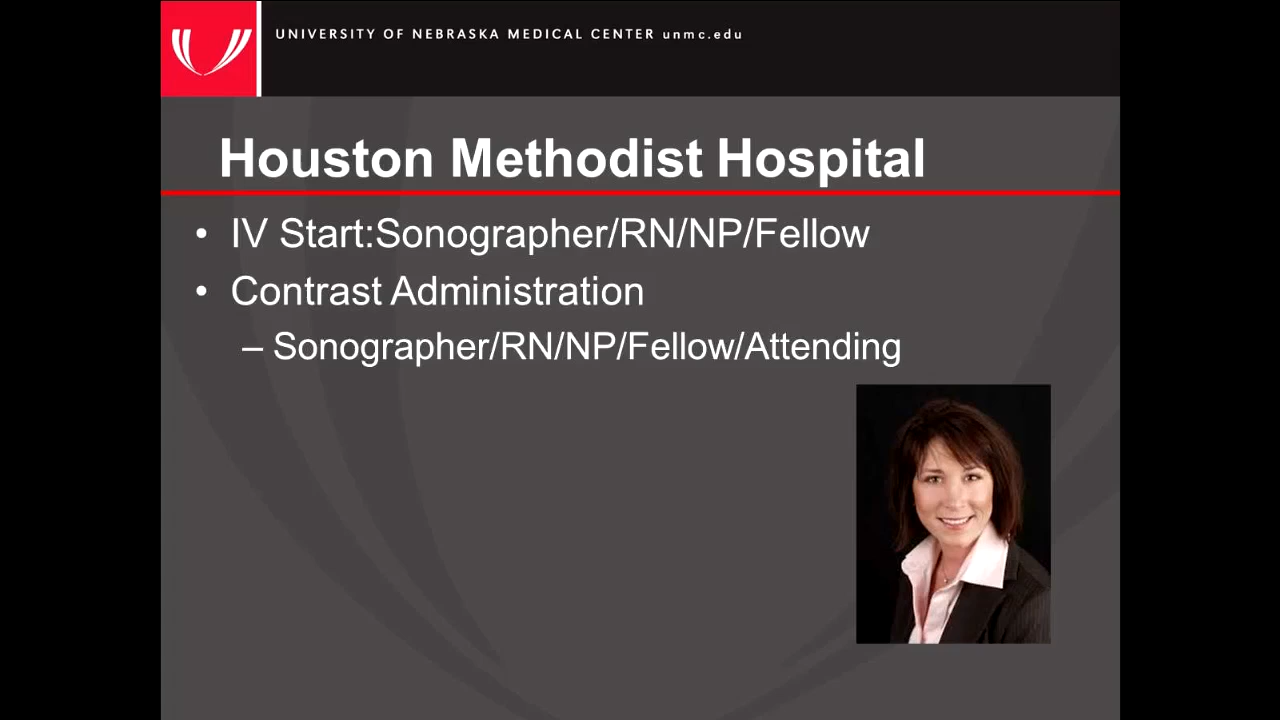 UNIVERSITY OF NEBRASKA MEDICAL CENTER unmc.edu
Houston Methodist Hospital
• IV Start:Sonographer/RN/NP/Fellow
• Contrast Administration
– Sonographer/RN/NP/Fellow/Attending